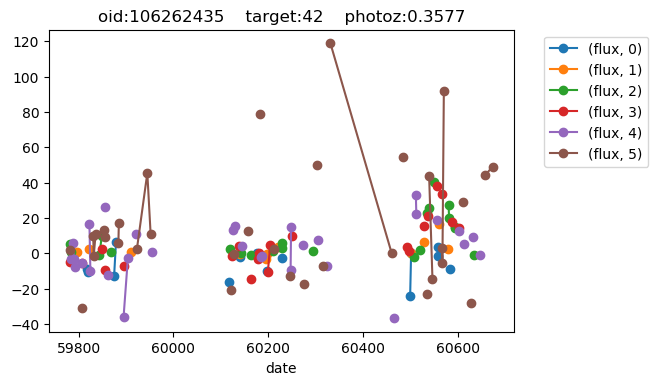 oid:106262435    target:42    photoz:0.3577
120
100
80
60
40
20
0
−20
−40
59800
60000
60200
60400
60600
date
(flux, 0)
(flux, 1)
(flux, 2)
(flux, 3)
(flux, 4)
(flux, 5)